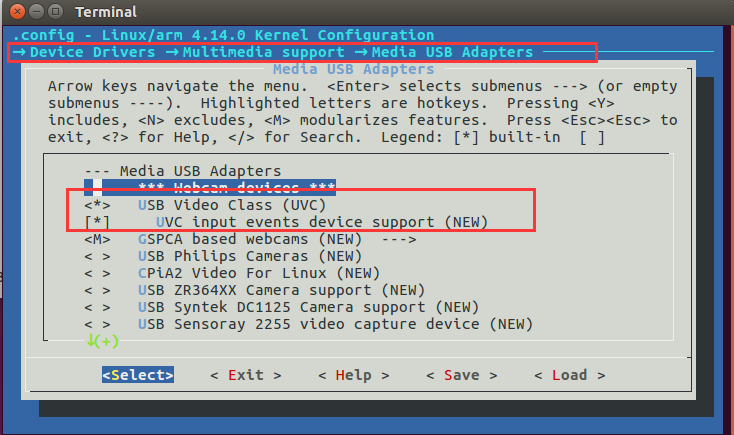 Terminal
.config - Linux/arm 4.14.0 Kernel Configuration
→Device Drivers →Multimedia support →Media USB Adapters
Media USB Adapters
Arrow keys navigate the menu.  <Enter> selects submenus ---> (or empty
submenus ----).  Highlighted letters are hotkeys.  Pressing <Y>
includes, <N> excludes, <M> modularizes features.  Press <Esc><Esc> to
exit, <?> for Help, </> for Search.  Legend: [*] built-in  [ ]
--- Media USB Adapters
*** Webcam devices ***
<*>   USB Video Class (UVC)
[*]     UVC input events device support (NEW)
<M>   GSPCA based webcams (NEW)  --->
< >   USB Philips Cameras (NEW)
< >   CPiA2 Video For Linux (NEW)
< >   USB ZR364XX Camera support (NEW)
< >   USB Syntek DC1125 Camera support (NEW)
< >   USB Sensoray 2255 video capture device (NEW)
↓(+)
<Select>    < Exit >    < Help >    < Save >    < Load >